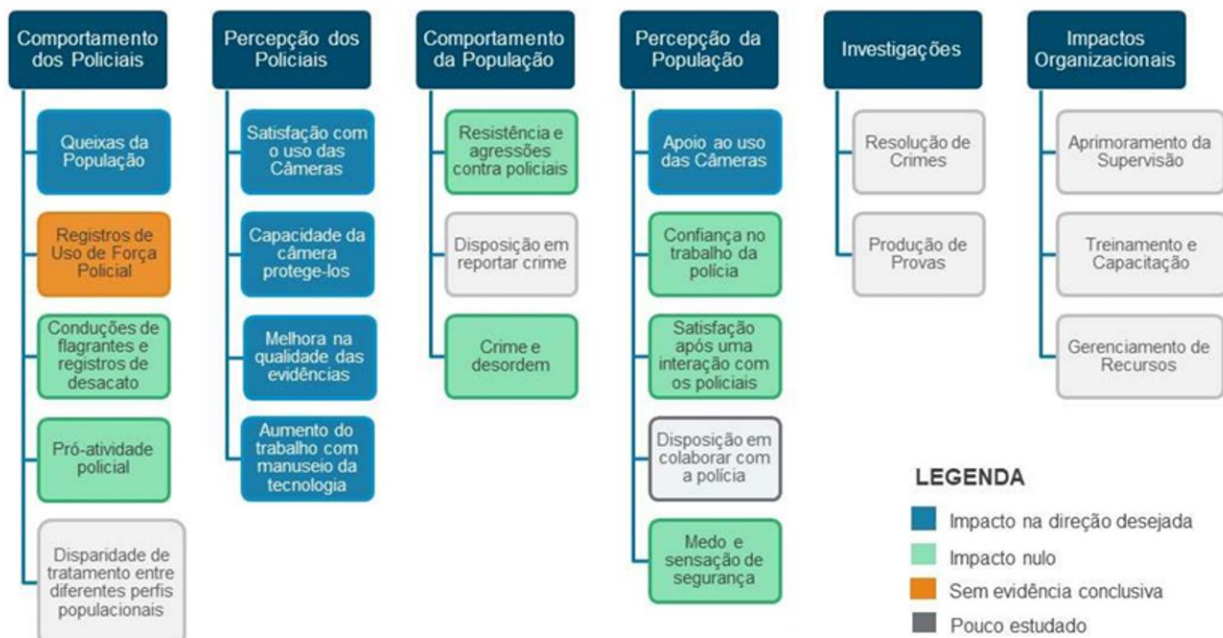 Comportamento
dos Policiais
Queixas da
População
Registros de
Uso de Força
Policial
Conduções de
flagrantes e
registros de
desacato
Pró-atividade
policial
Disparidade de
tratamento entre
diferentes perfis
populacionais
Percepção dos
Policiais
Satisfação com
o uso das
Câmeras
Capacidade da
câmera
protege-los
Melhora na
qualidade das
evidências
Aumento do
trabalho com
manuseio da
tecnologia
Comportamento
da População
Resistência e
agressões
contra policiais
Disposição em
reportar crime
Crime e
desordem
Percepção da
População
Apoio ao uso
das Câmeras
Confiança no
trabalho da
polícia
Satisfação
após uma
interação com
os policiais
Disposição em
colaborar com
a polícia
Medo e
sensação de
segurança
Investigações
Resolução de
Crimes
Produção de
Provas
Impactos
Organizacionais
Aprimoramento da
Supervisão
Treinamento e
Capacitação
Gerenciamento de
Recursos
LEGENDA
Impacto na direção desejada
Impacto nulo
Sem evidência conclusiva
Pouco estudado